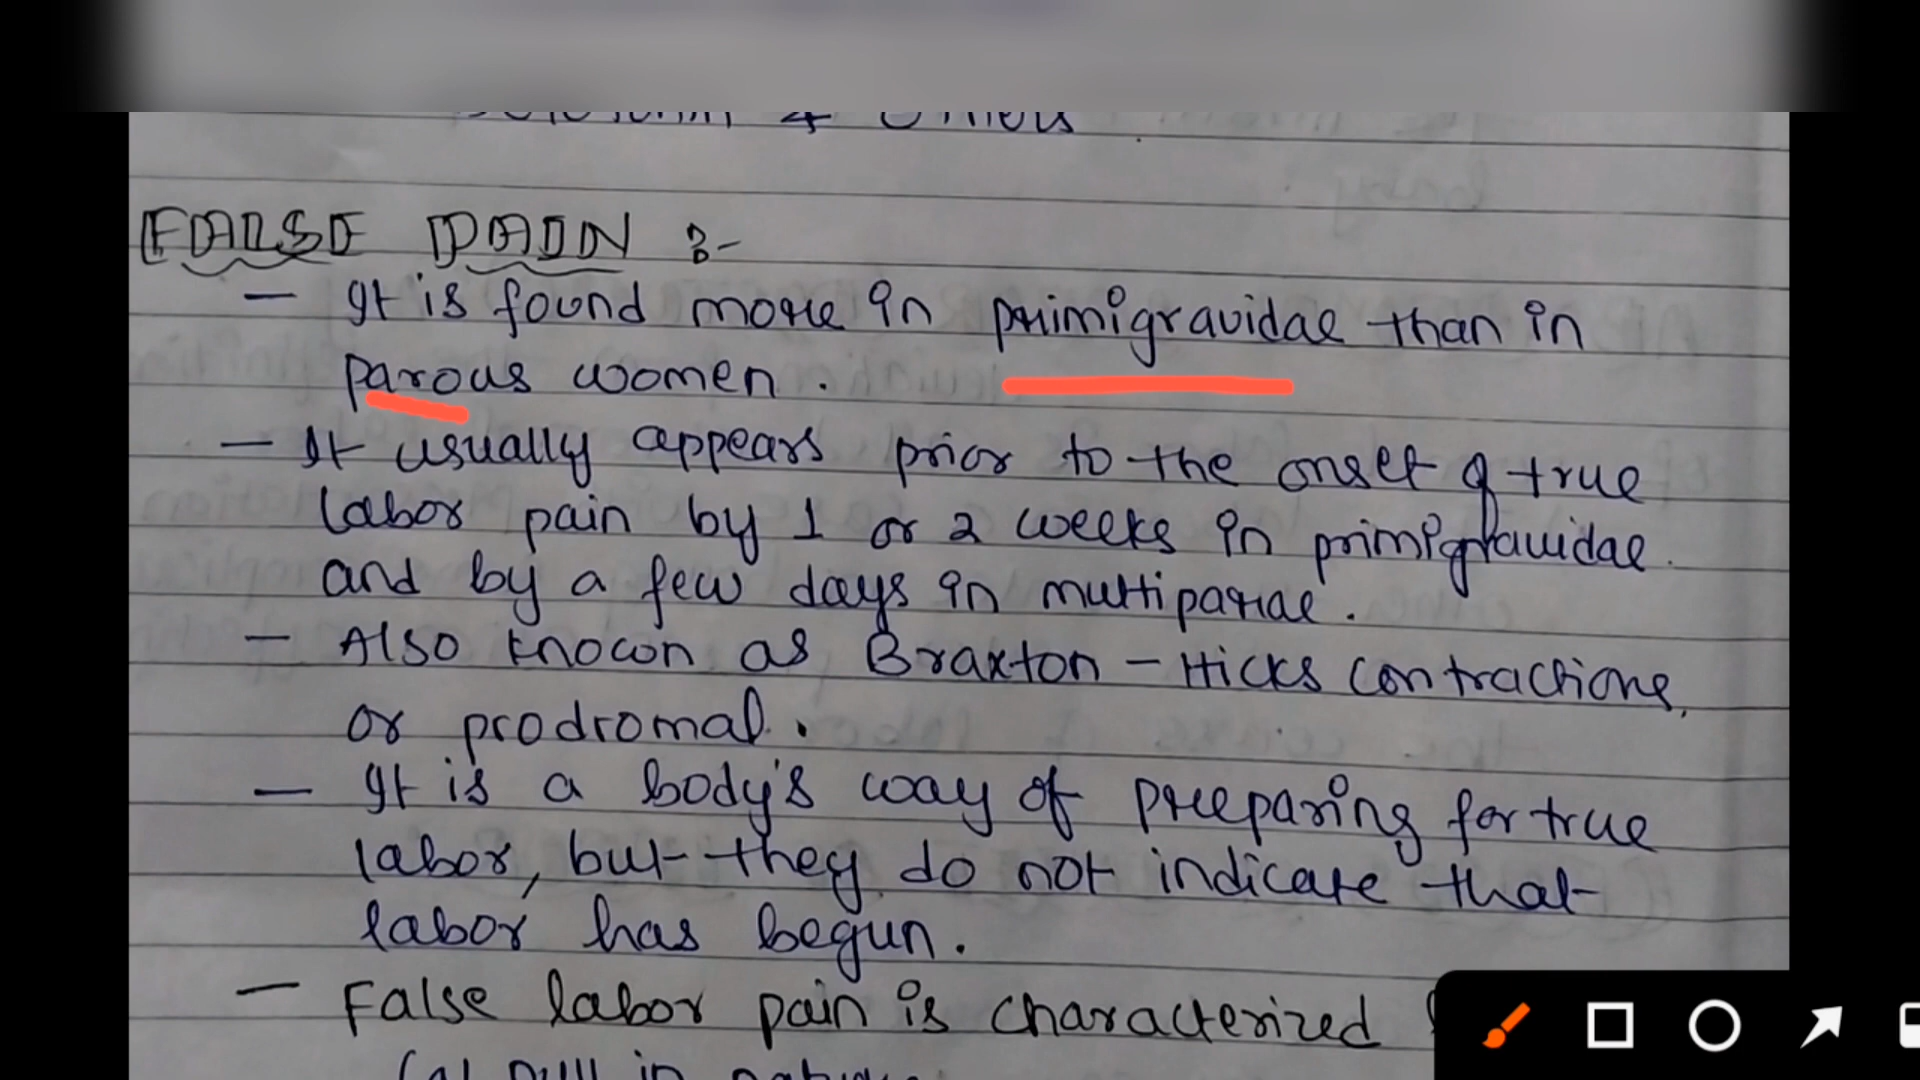 FALSE PAIN :-
- It is found more in primigravidae than in
parous women.
- It usually appears prior to the onset of true
labor pain by 1 or 2 weeks in primigravidae
and by a few days in multiparae.
- Also known as Braxton - Hicks contractions,
or prodromal.
- It is a body's way of preparing for true
labor, but they do not indicate that
labor has begun.
- False labor pain is characterized
(a) Dull in nature